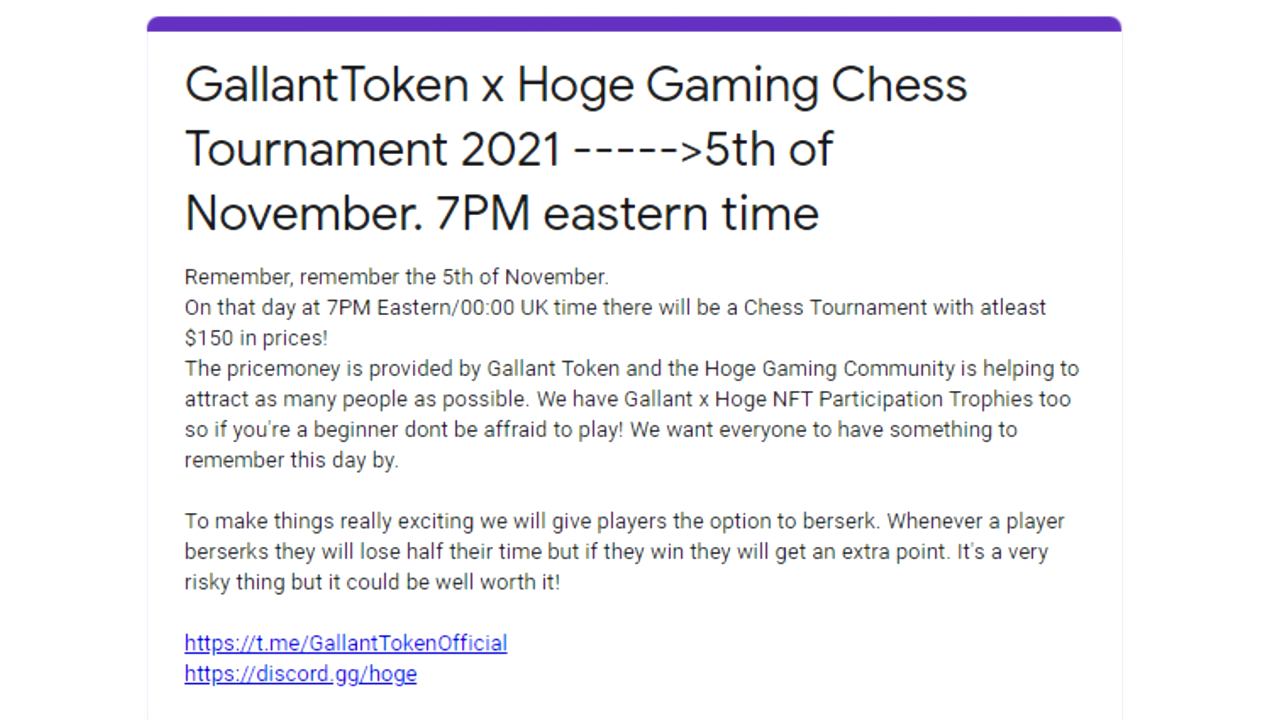 GallantToken x Hoge Gaming Chess
Tournament 2021 ----->5th of
November. 7PM eastern time
Remember, remember the 5th of November.
On that day at 7PM Eastern/00:00 UK time there will be a Chess Tournament with atleast
$150 in prices!
The pricemoney is provided by Gallant Token and the Hoge Gaming Community is helping to
attract as many people as possible. We have Gallant x Hoge NFT Participation Trophies too
so if you're a beginner dont be affraid to play! We want everyone to have something to
remember this day by.
To make things really exciting we will give players the option to berserk. Whenever a player
berserks they will lose half their time but if they win they will get an extra point. It's a very
risky thing but it could be well worth it!
https://t.me/GallantTokenOfficial
https://discord.gg/hoge